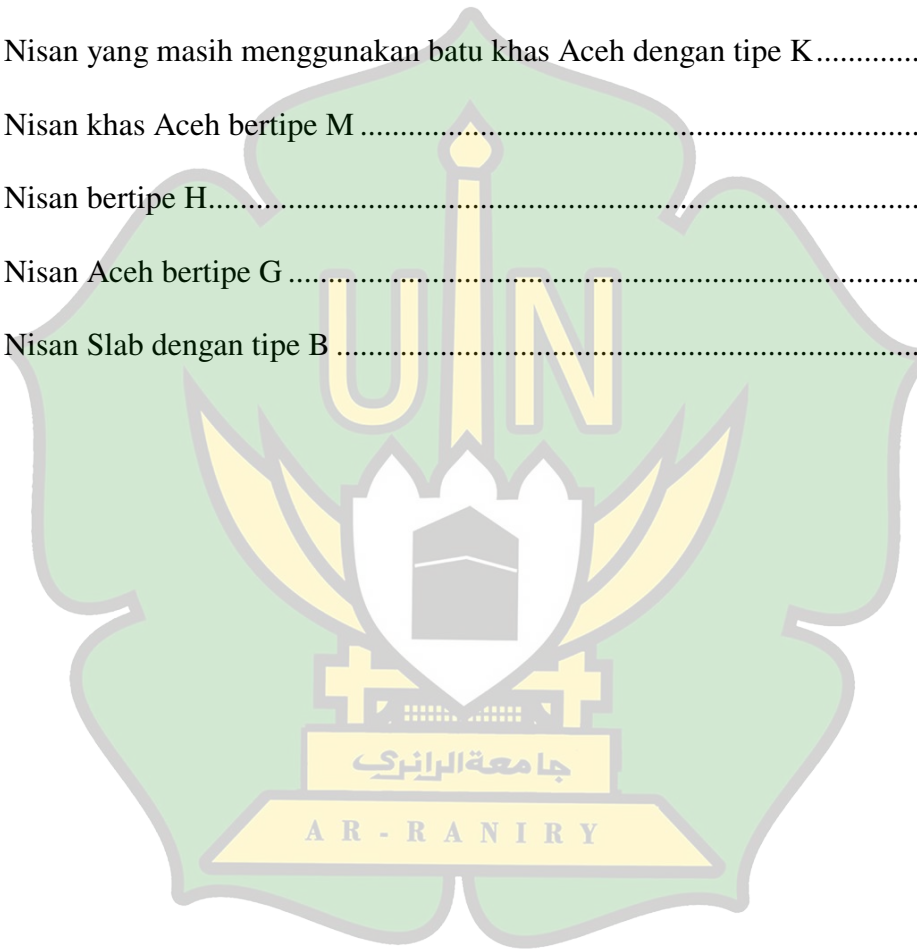 Nisan yang masih menggunakan batu khas Aceh dengan tipe K.............
Nisan khas Aceh bertipe M.......................................................................
Nisan bertipe H.............................................................................................
Nisan Aceh bertipe G..................................................................................
Nisan Slab dengan tipe B...........................................................................
UIN
جامعة الرانري
AR-RANIRY